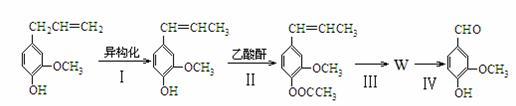 CH₂CH=CH₂ CH=CHCH₃ CH=CHCH₃ CHO
异构化 乙酸酐
OCH₃ OCH₃ OCH₃ W OCH₃
I II III IV
OH OH OOCCH₃ OH